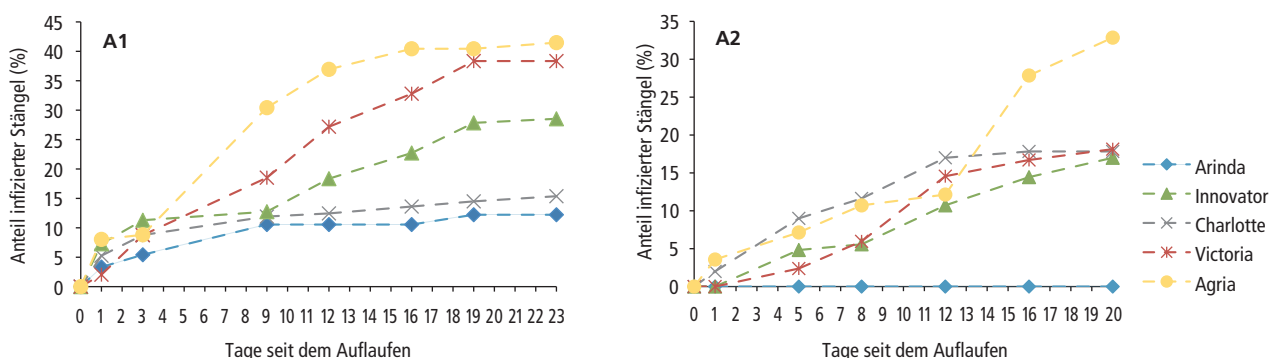 A1
Anteil infizierter Stängel (%)
45
40
35
30
25
20
15
10
5
0
0 1 2 3 4 5 6 7 8 9 10 11 12 13 14 15 16 17 18 19 20 21 22 23
Tage seit dem Auflaufen
A2
Anteil infizierter Stängel (%)
35
30
25
20
15
10
5
0
0 1 2 3 4 5 6 7 8 9 10 11 12 13 14 15 16 17 18 19 20
Tage seit dem Auflaufen
Arinda
Innovator
Charlotte
Victoria
Agria